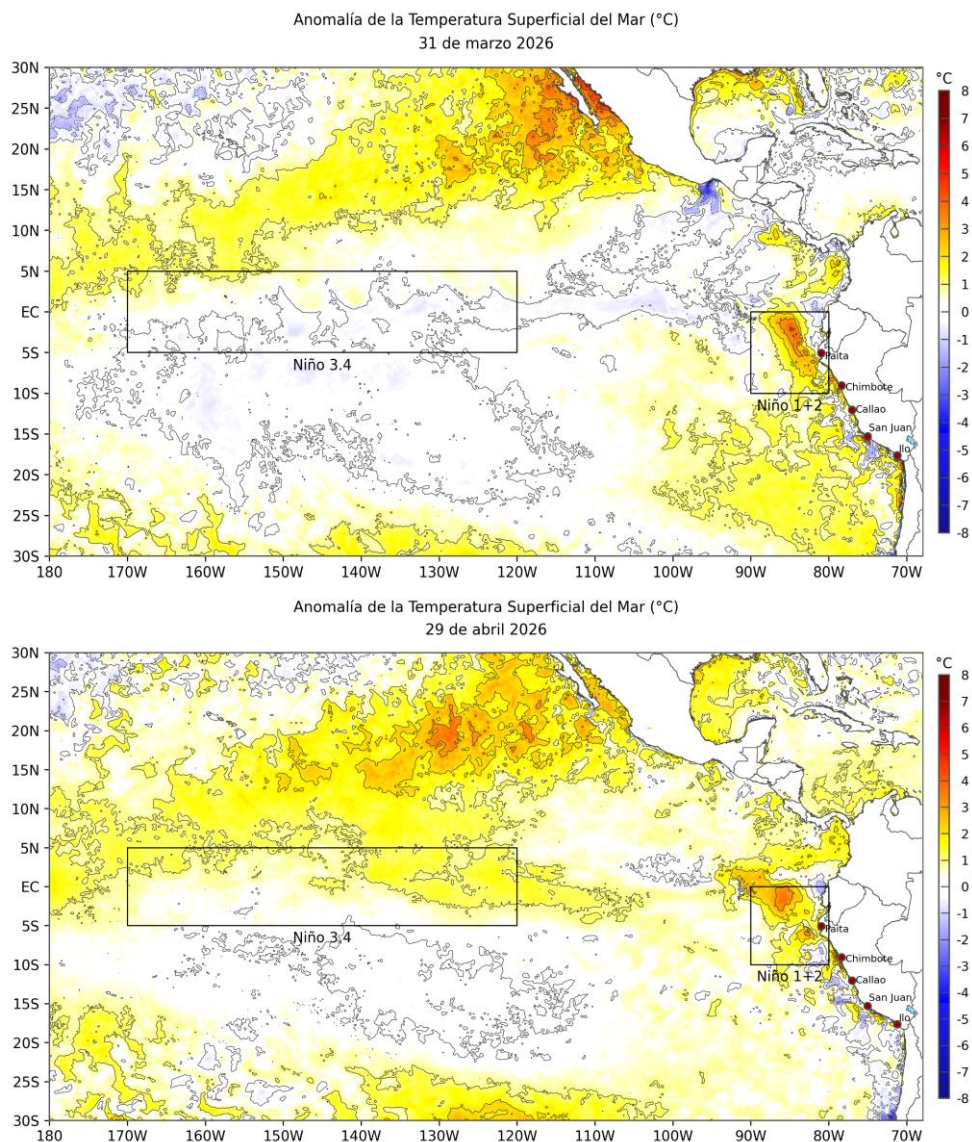 Anomalía de la Temperatura Superficial del Mar (°C)
31 de marzo 2026
30N
25N
20N
15N
10N
5N
EC
5S
10S
15S
20S
25S
30S
180
170W
160W
150W
140W
130W
120W
110W
100W
90W
80W
70W
Niño 3.4
Niño 1+2
Paita
Chimbote
Callao
San Juan
Ilo
°C
8
7
6
5
4
3
2
1
0
-1
-2
-3
-4
-5
-6
-7
-8
Anomalía de la Temperatura Superficial del Mar (°C)
29 de abril 2026
30N
25N
20N
15N
10N
5N
EC
5S
10S
15S
20S
25S
30S
180
170W
160W
150W
140W
130W
120W
110W
100W
90W
80W
70W
Niño 3.4
Niño 1+2
Paita
Chimbote
Callao
San Juan
Ilo
°C
8
7
6
5
4
3
2
1
0
-1
-2
-3
-4
-5
-6
-7
-8